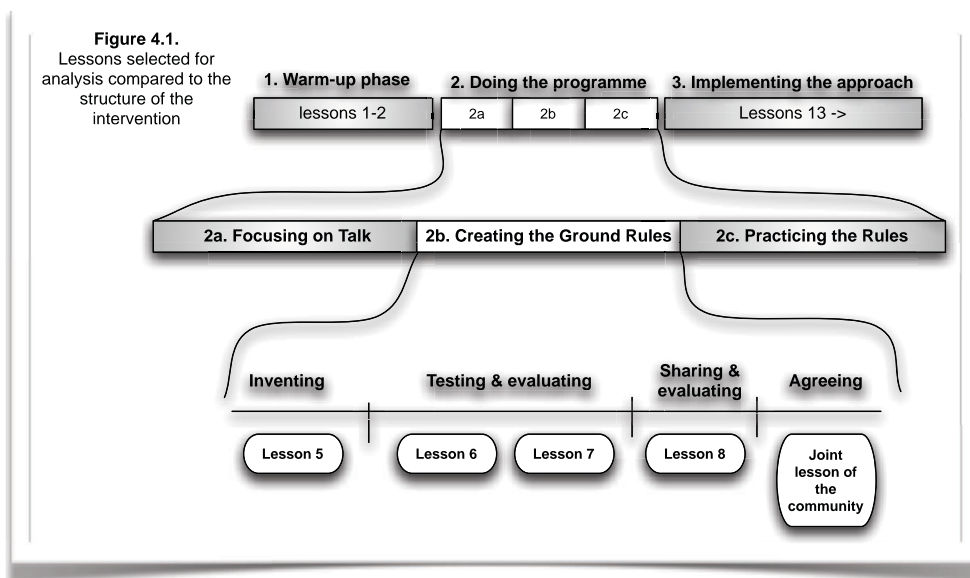 Figure 4.1.
Lessons selected for
analysis compared to the
structure of the
intervention
1. Warm-up phase
2. Doing the programme
3. Implementing the approach
lessons 1-2
2a
2b
2c
Lessons 13 ->
2a. Focusing on Talk
2b. Creating the Ground Rules
2c. Practicing the Rules
Inventing
Testing & evaluating
Sharing &
evaluating
Agreeing
Lesson 5
Lesson 6
Lesson 7
Lesson 8
Joint
lesson of
the
community